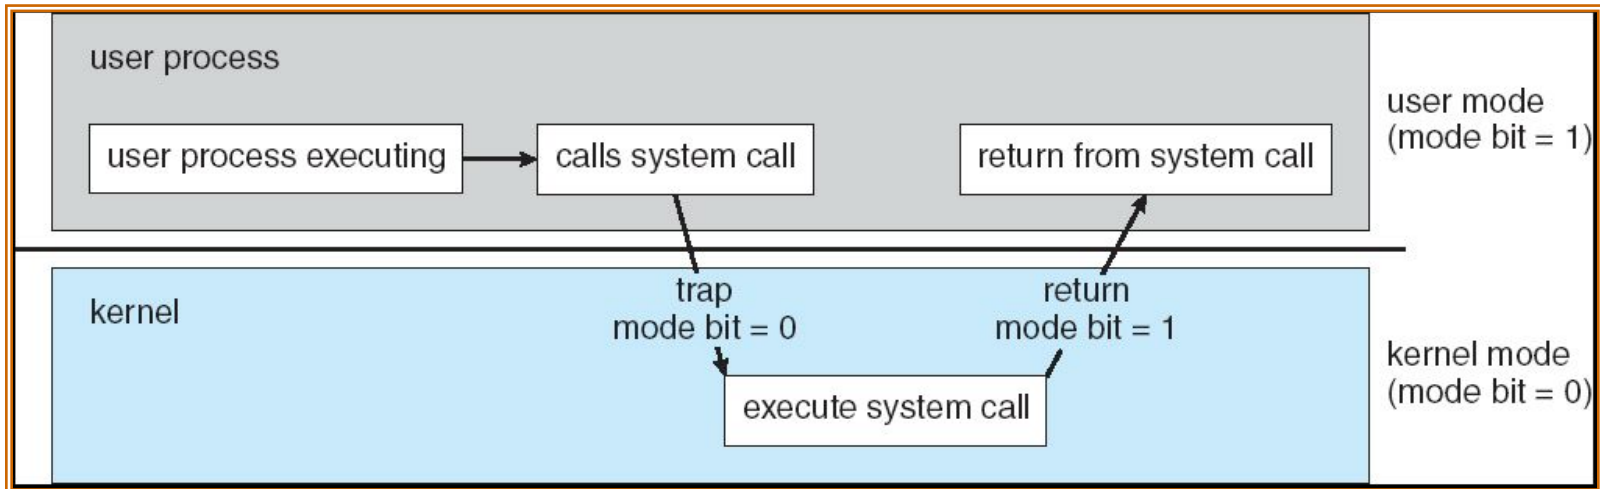 user process
user process executing
calls system call
return from system call
user mode
(mode bit = 1)
kernel
trap
mode bit = 0
return
mode bit = 1
execute system call
kernel mode
(mode bit = 0)